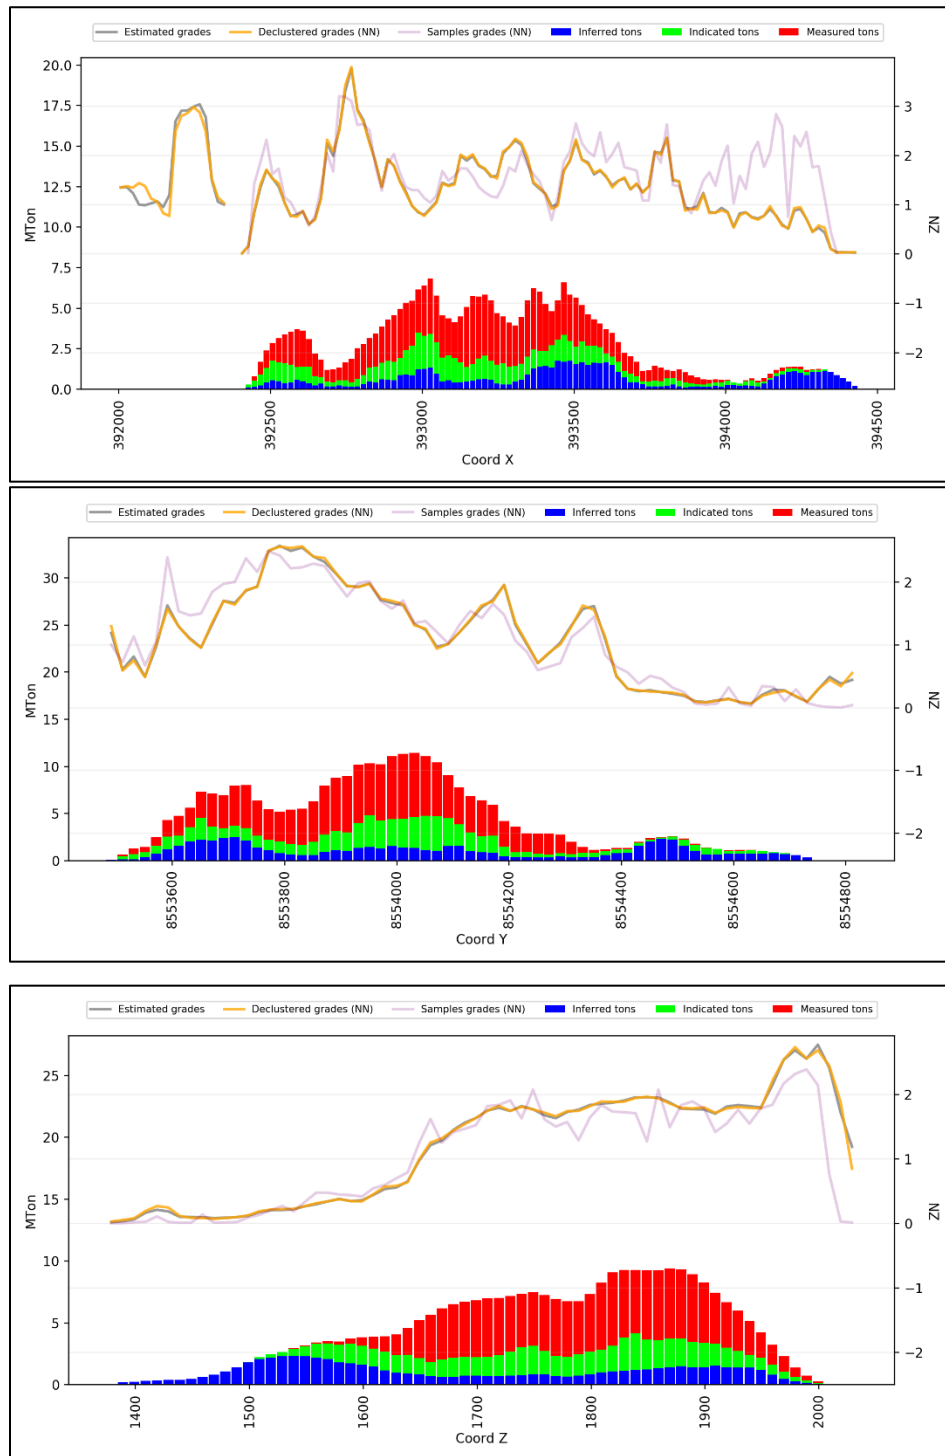 Estimated grades Declustered grades (NN) Samples grades (NN) Inferred tons Indicated tons Measured tons
20.0
17.5
15.0
12.5
10.0
7.5
5.0
2.5
0.0
MTon
3
2
1
0
−1
−2
ZN
392000 392500 393000 393500 394000 394500
Coord X
Estimated grades Declustered grades (NN) Samples grades (NN) Inferred tons Indicated tons Measured tons
30
25
20
15
10
5
0
MTon
2
1
0
−1
−2
ZN
8553600 8553800 8554000 8554200 8554400 8554600 8554800
Coord Y
Estimated grades Declustered grades (NN) Samples grades (NN) Inferred tons Indicated tons Measured tons
25
20
15
10
5
0
MTon
2
1
0
−1
−2
ZN
1400 1500 1600 1700 1800 1900 2000
Coord Z